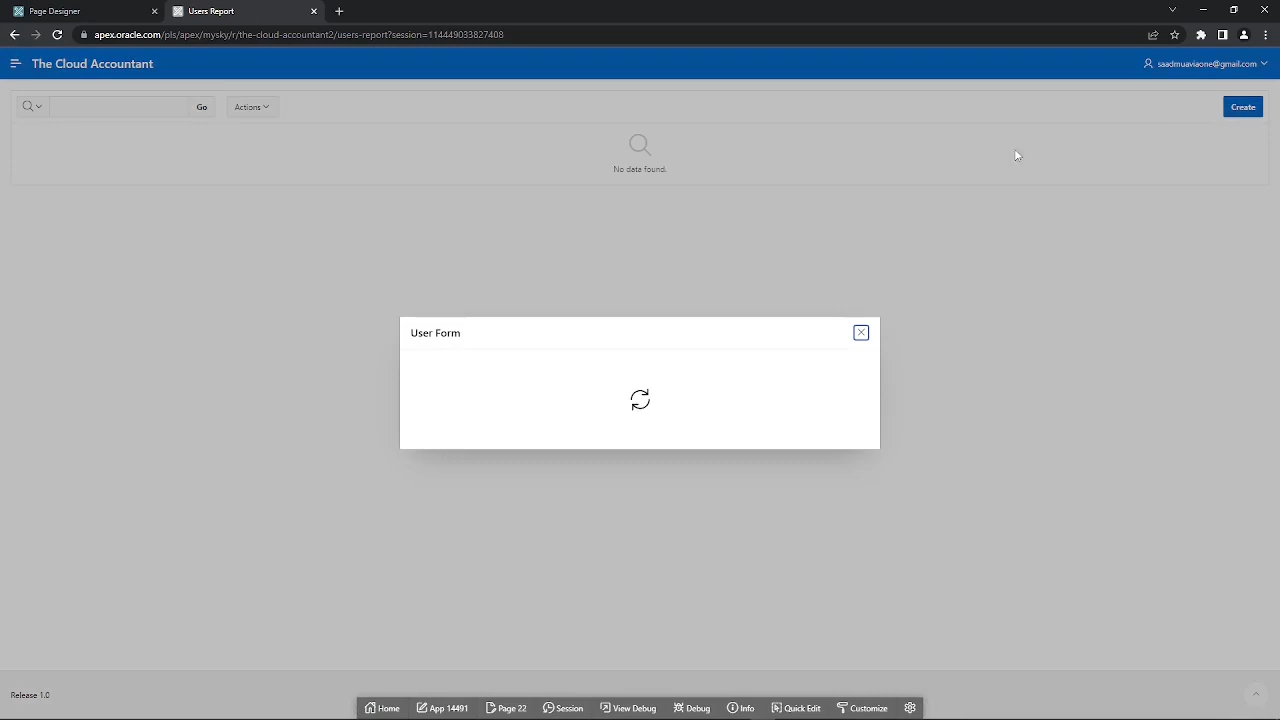 Page Designer
Users Report
apex.oracle.com/pls/apex/mysky/r/the-cloud-accountant2/users-report?session=114449033827408
The Cloud Accountant
saadmuaviaone@gmail.com
Go
Actions
Create
No data found.
User Form
Release 1.0
Home
App 14491
Page 22
Session
View Debug
Debug
Info
Quick Edit
Customize